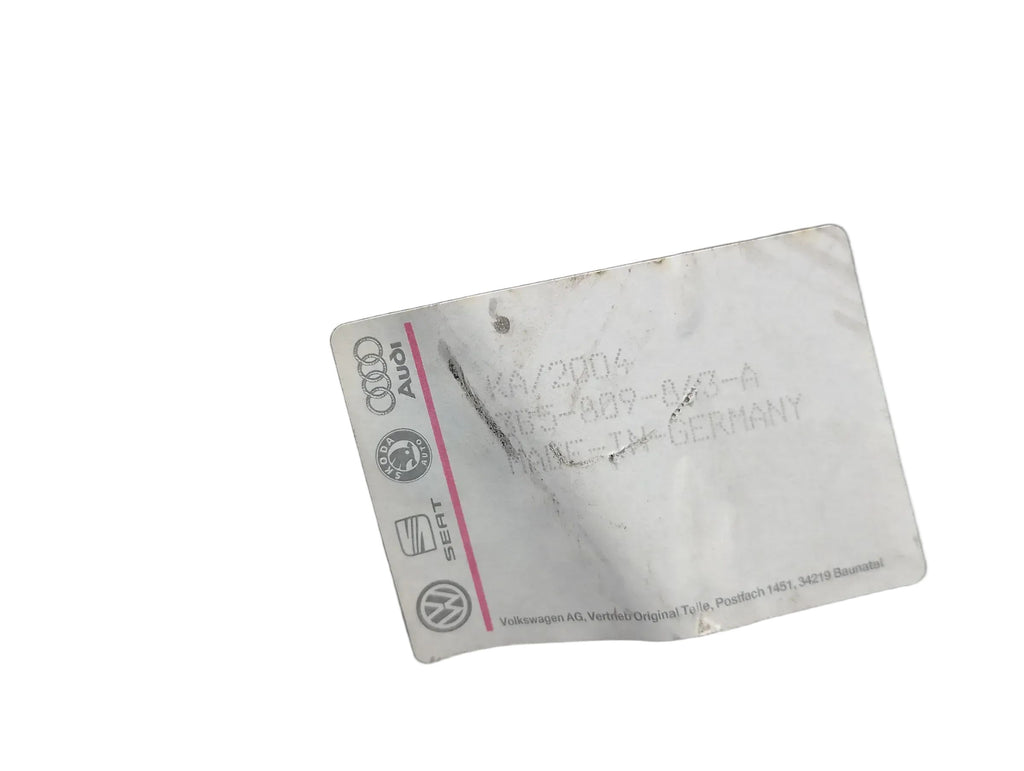 AUDI
SKODA AUTO
SEAT
KA/2004
MADE-IN-GERMANY
Volkswagen AG, Vertrieb Original Teile, Postfach 1451, 34219 Baunatal